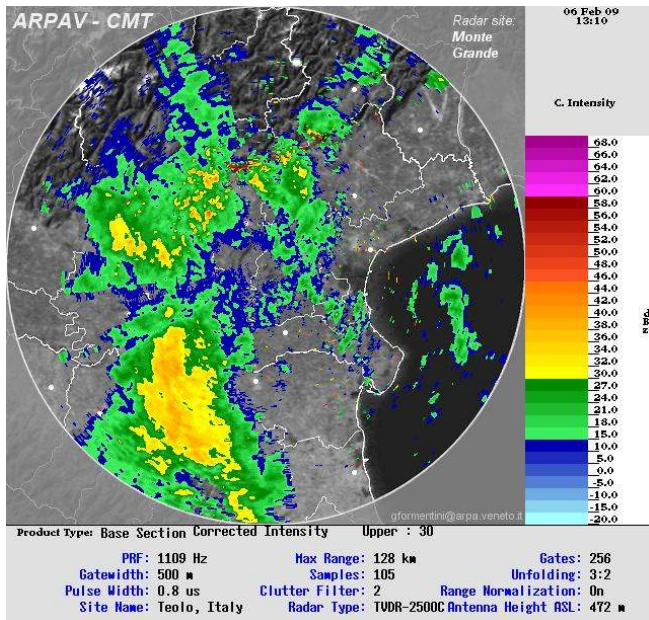 ARPAV - CMT
Radar site:
Monte
Grande
06 Feb 09
13:10
C. Intensity
68.0
66.0
64.0
62.0
60.0
58.0
56.0
54.0
52.0
50.0
48.0
46.0
44.0
42.0
40.0
38.0
36.0
34.0
32.0
30.0
27.0
24.0
21.0
18.0
15.0
10.0
5.0
0.0
-5.0
-10.0
-15.0
-20.0
gformentini@arpa.veneto.it
Product Type: Base Section Corrected Intensity Upper : 30
PRF: 1109 Hz Max Range: 128 km Gates: 256
Gatewidth: 500 m Samples: 105 Unfolding: 3:2
Pulse Width: 0.8 us Clutter Filter: 2 Range Normalization: On
Site Name: Teolo, Italy Radar Type: TVDR-2500C Antenna Height ASL: 472 m